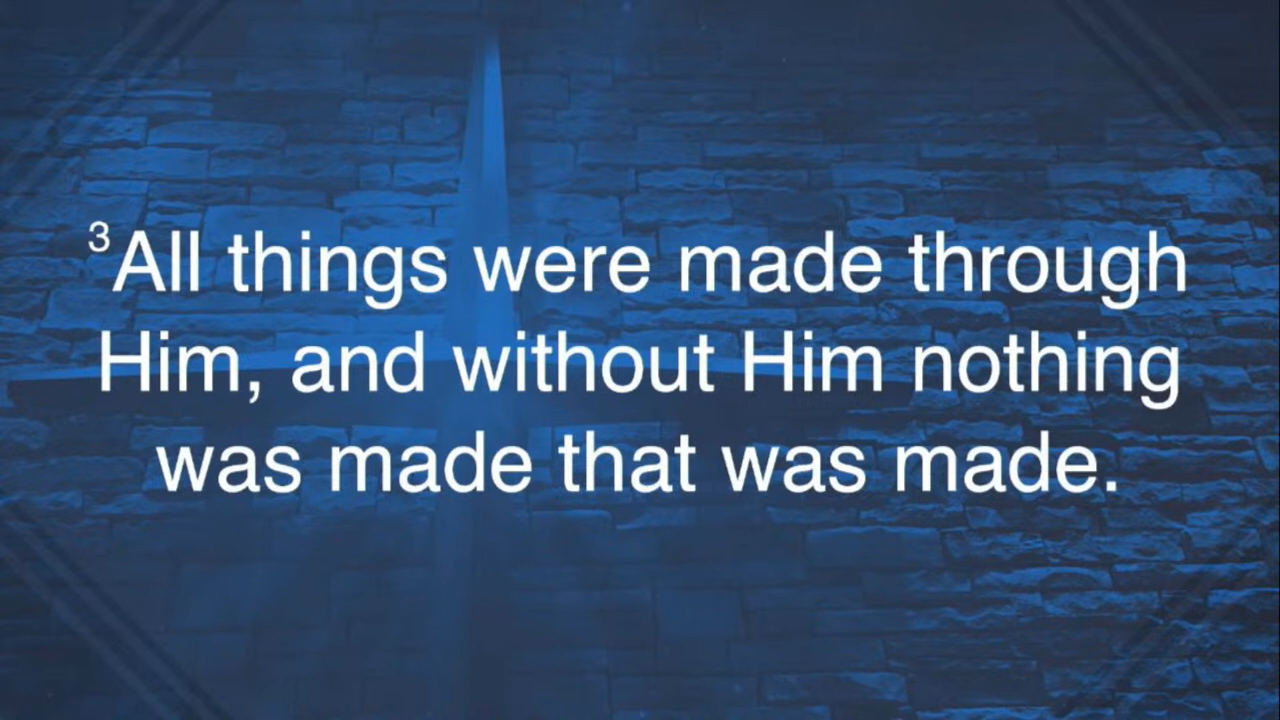 ³All things were made through
Him, and without Him nothing
was made that was made.